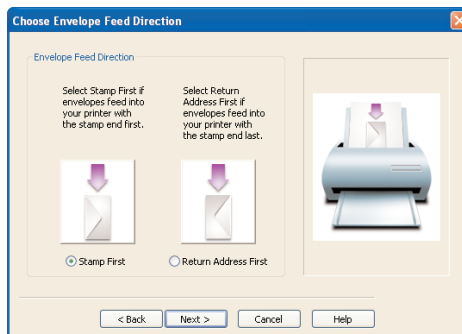 Choose Envelope Feed Direction
Envelope Feed Direction
Select Stamp First if
envelopes feed into
your printer with
the stamp end first.
Select Return
Address First if
envelopes feed into
your printer with
the stamp end last.
Stamp First
Return Address First
< Back
Next >
Cancel
Help